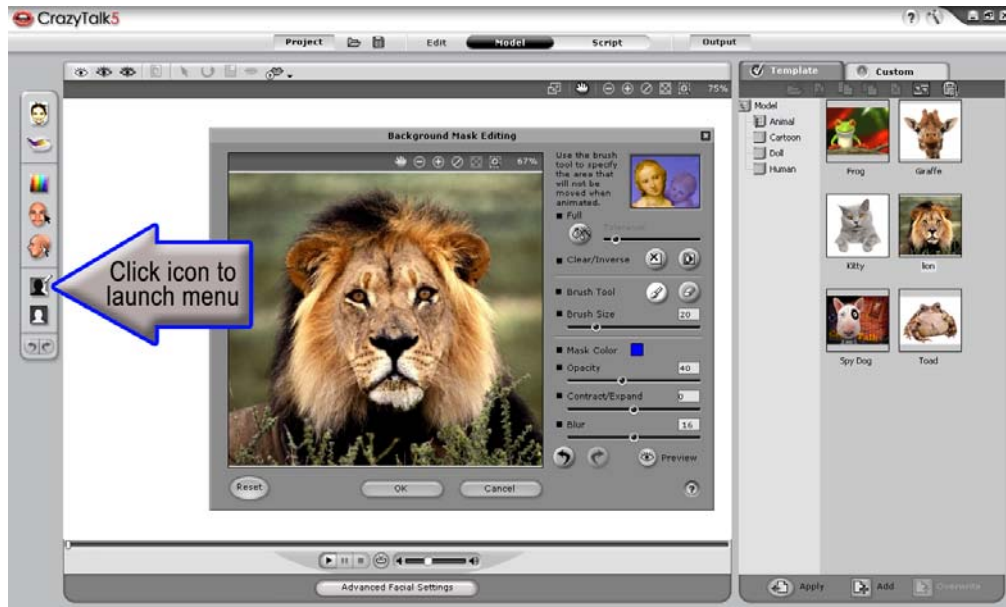 CrazyTalk5
Project Edit Model Script Output
75%
Template Custom
Model
Animal
Cartoon
Doll
Human
Frog Giraffe
Kitty lion
Spy Dog Toad
Background Mask Editing
67%
Use the brush
tool to specify
the area that
will not be
moved when
animated.
Full
Tolerance
Clear/Inverse
Brush Tool
Brush Size 20
Mask Color
Opacity 40
Contract/Expand 0
Blur 16
Preview
Reset OK Cancel
Click icon to
launch menu
Advanced Facial Settings
Apply Add Overwrite